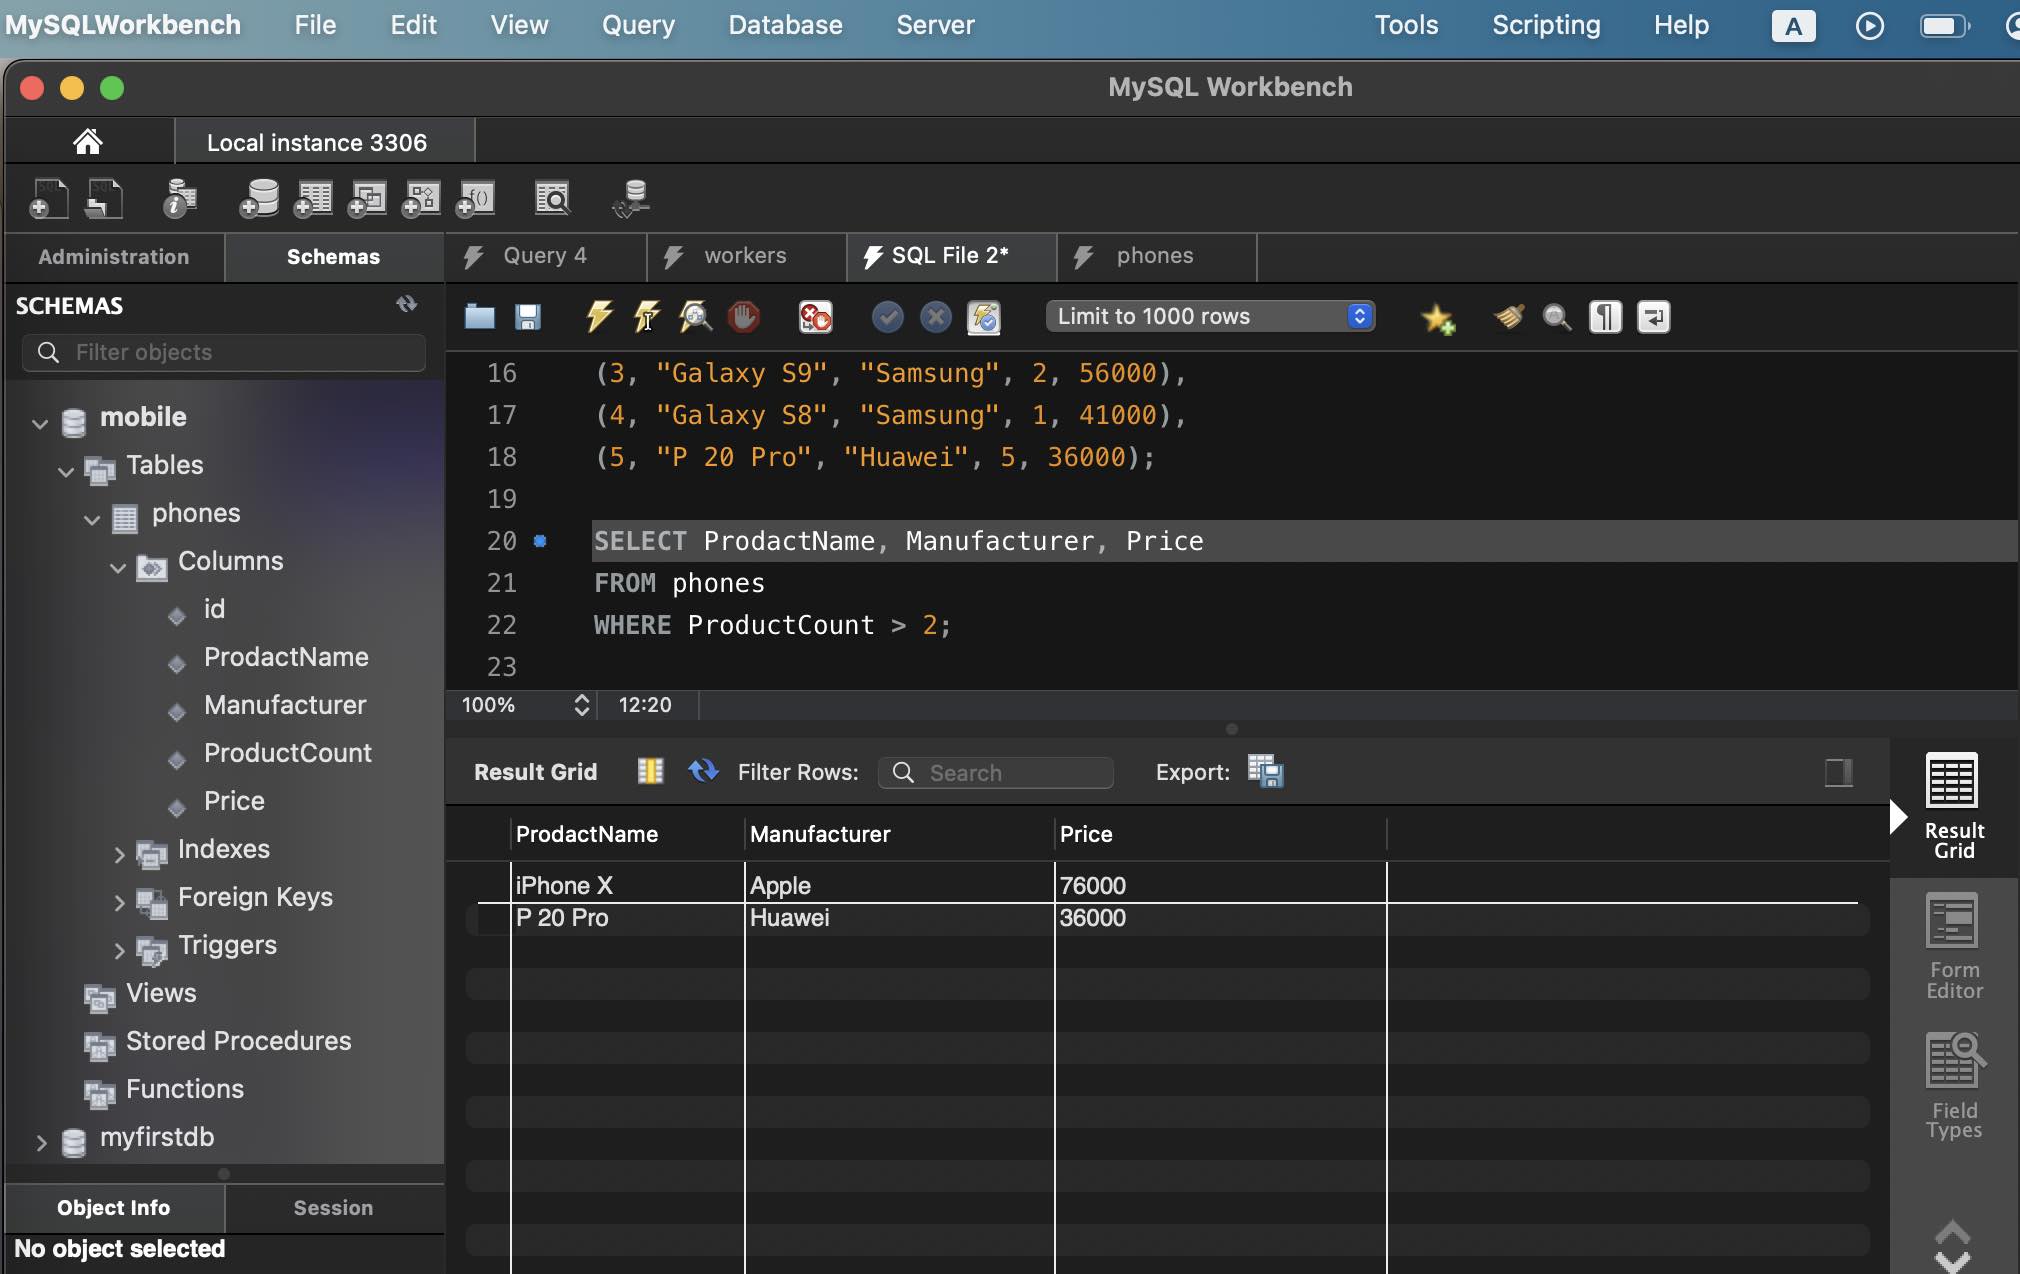 MySQLWorkbench File Edit View Query Database Server Tools Scripting Help A
MySQL Workbench
Local instance 3306
Administration Schemas
Query 4 workers SQL File 2* phones
SCHEMAS
Filter objects
Limit to 1000 rows
mobile
Tables
phones
Columns
id
ProdactName
Manufacturer
ProductCount
Price
Indexes
Foreign Keys
Triggers
Views
Stored Procedures
Functions
myfirstdb
Object Info Session
No object selected
16 (3, "Galaxy S9", "Samsung", 2, 56000),
17 (4, "Galaxy S8", "Samsung", 1, 41000),
18 (5, "P 20 Pro", "Huawei", 5, 36000);
19
20 SELECT ProdactName, Manufacturer, Price
21 FROM phones
22 WHERE ProductCount > 2;
23
100% 12:20
Result Grid Filter Rows: Search Export:
ProdactName Manufacturer Price
iPhone X Apple 76000
P 20 Pro Huawei 36000
Result
Grid
Form
Editor
Field
Types